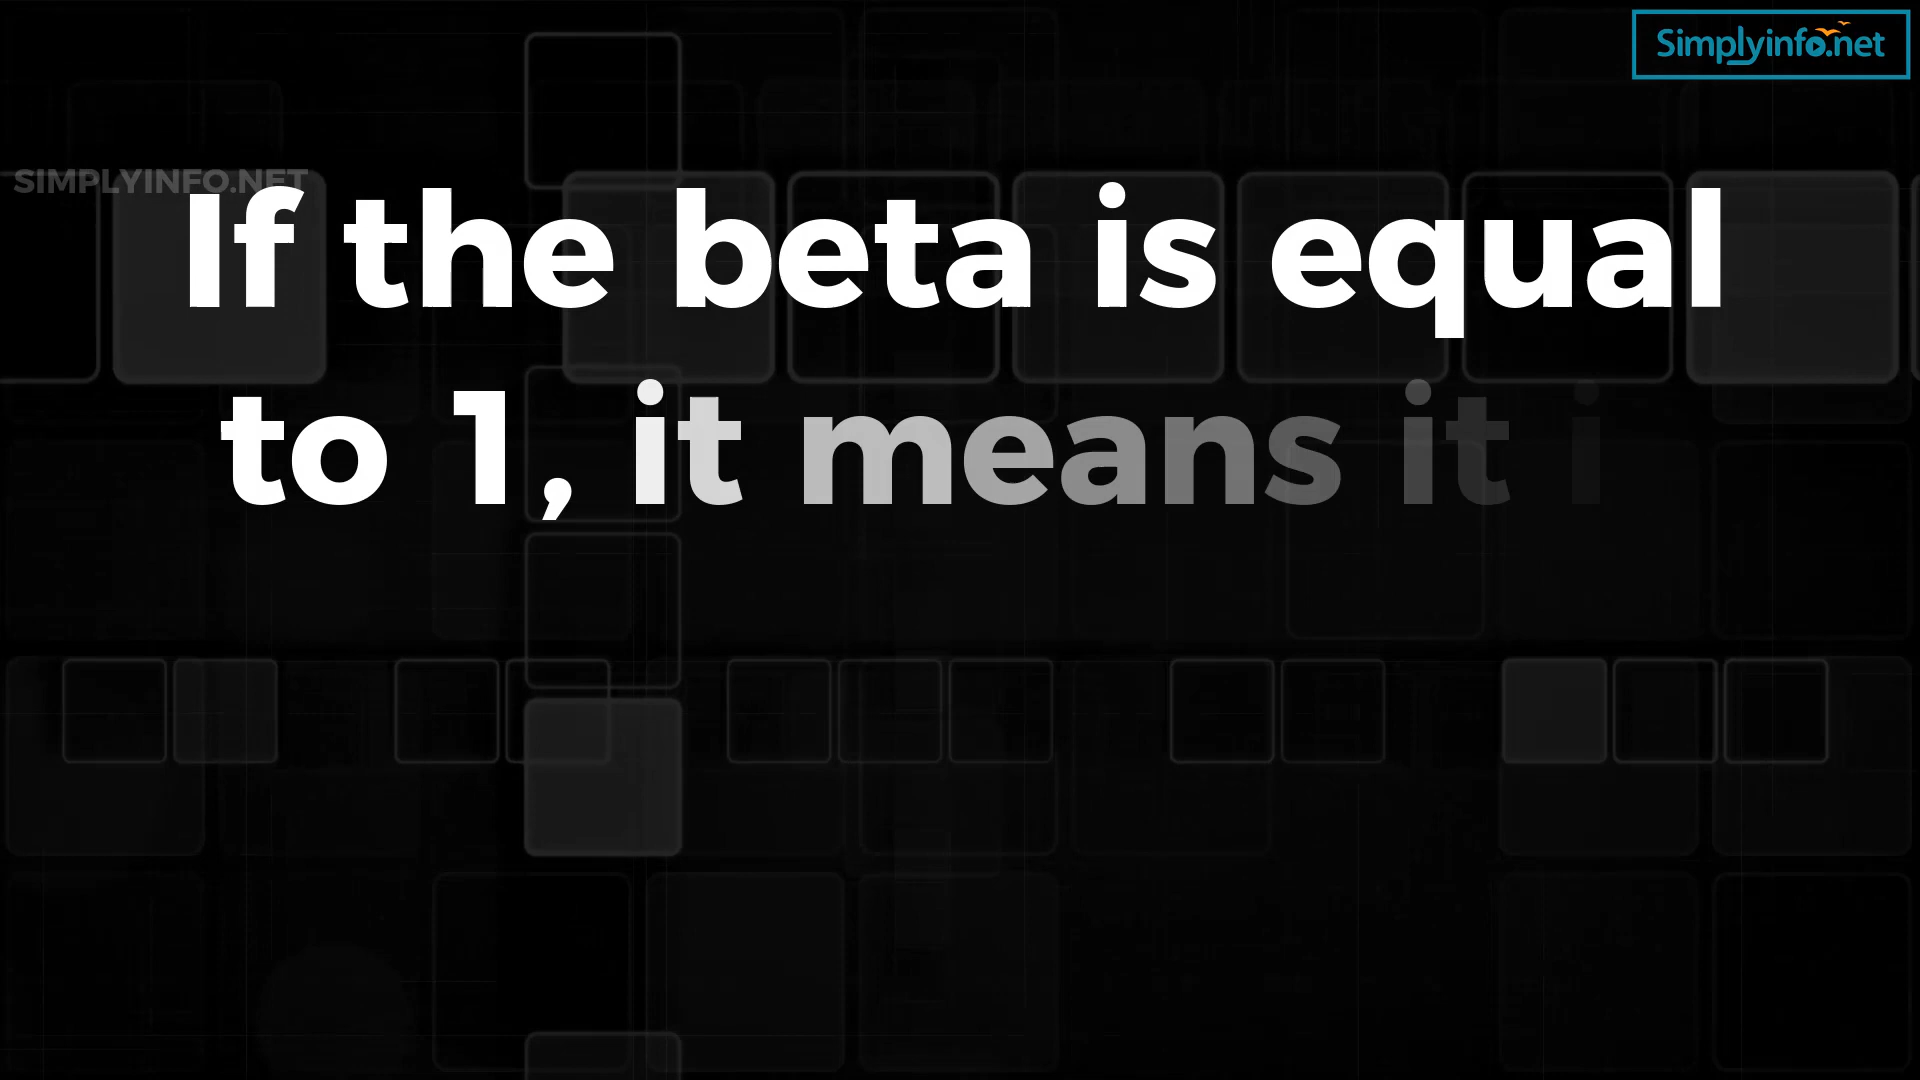 Simplyinfo.net
SIMPLYINFO.NET
If the beta is equal
to 1, it means it i